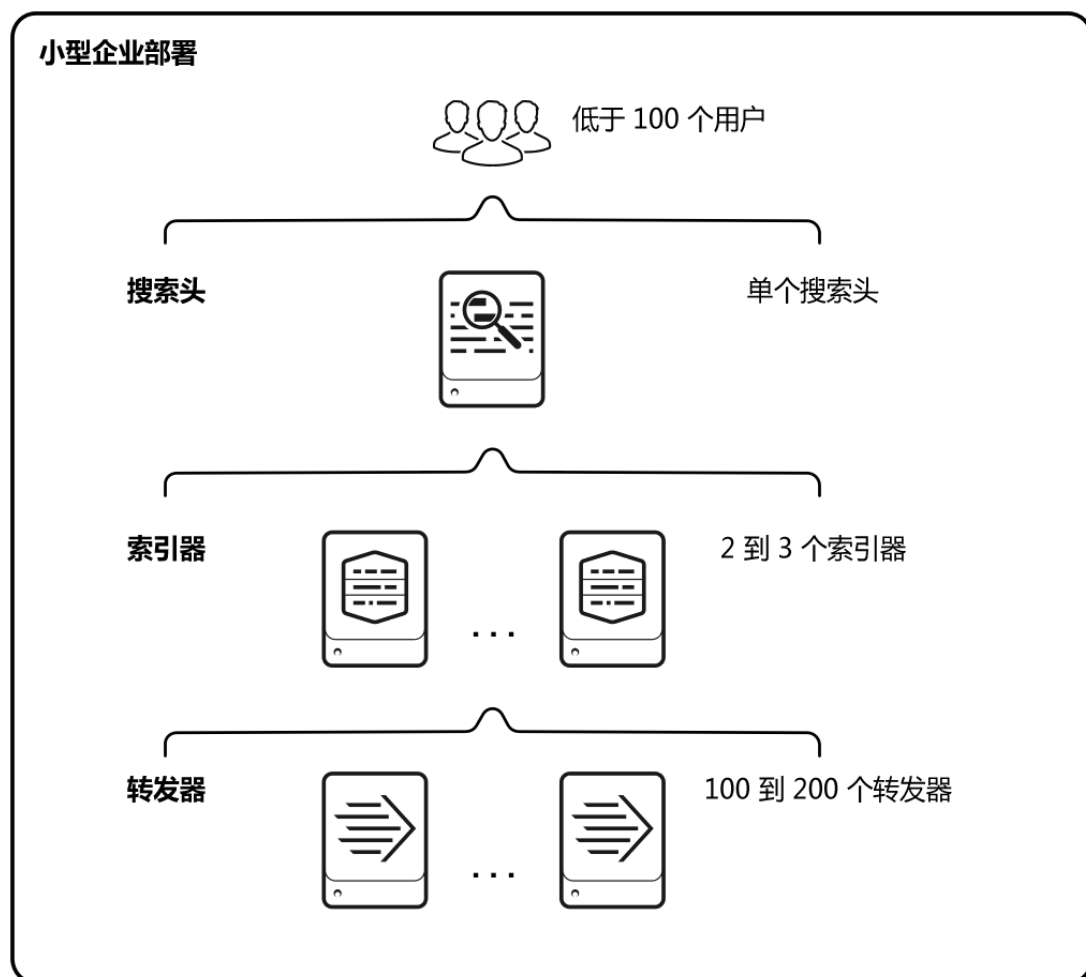 小型企业部署
低于 100 个用户
搜索头
单个搜索头
索引器
2 到 3 个索引器
...
转发器
100 到 200 个转发器
...